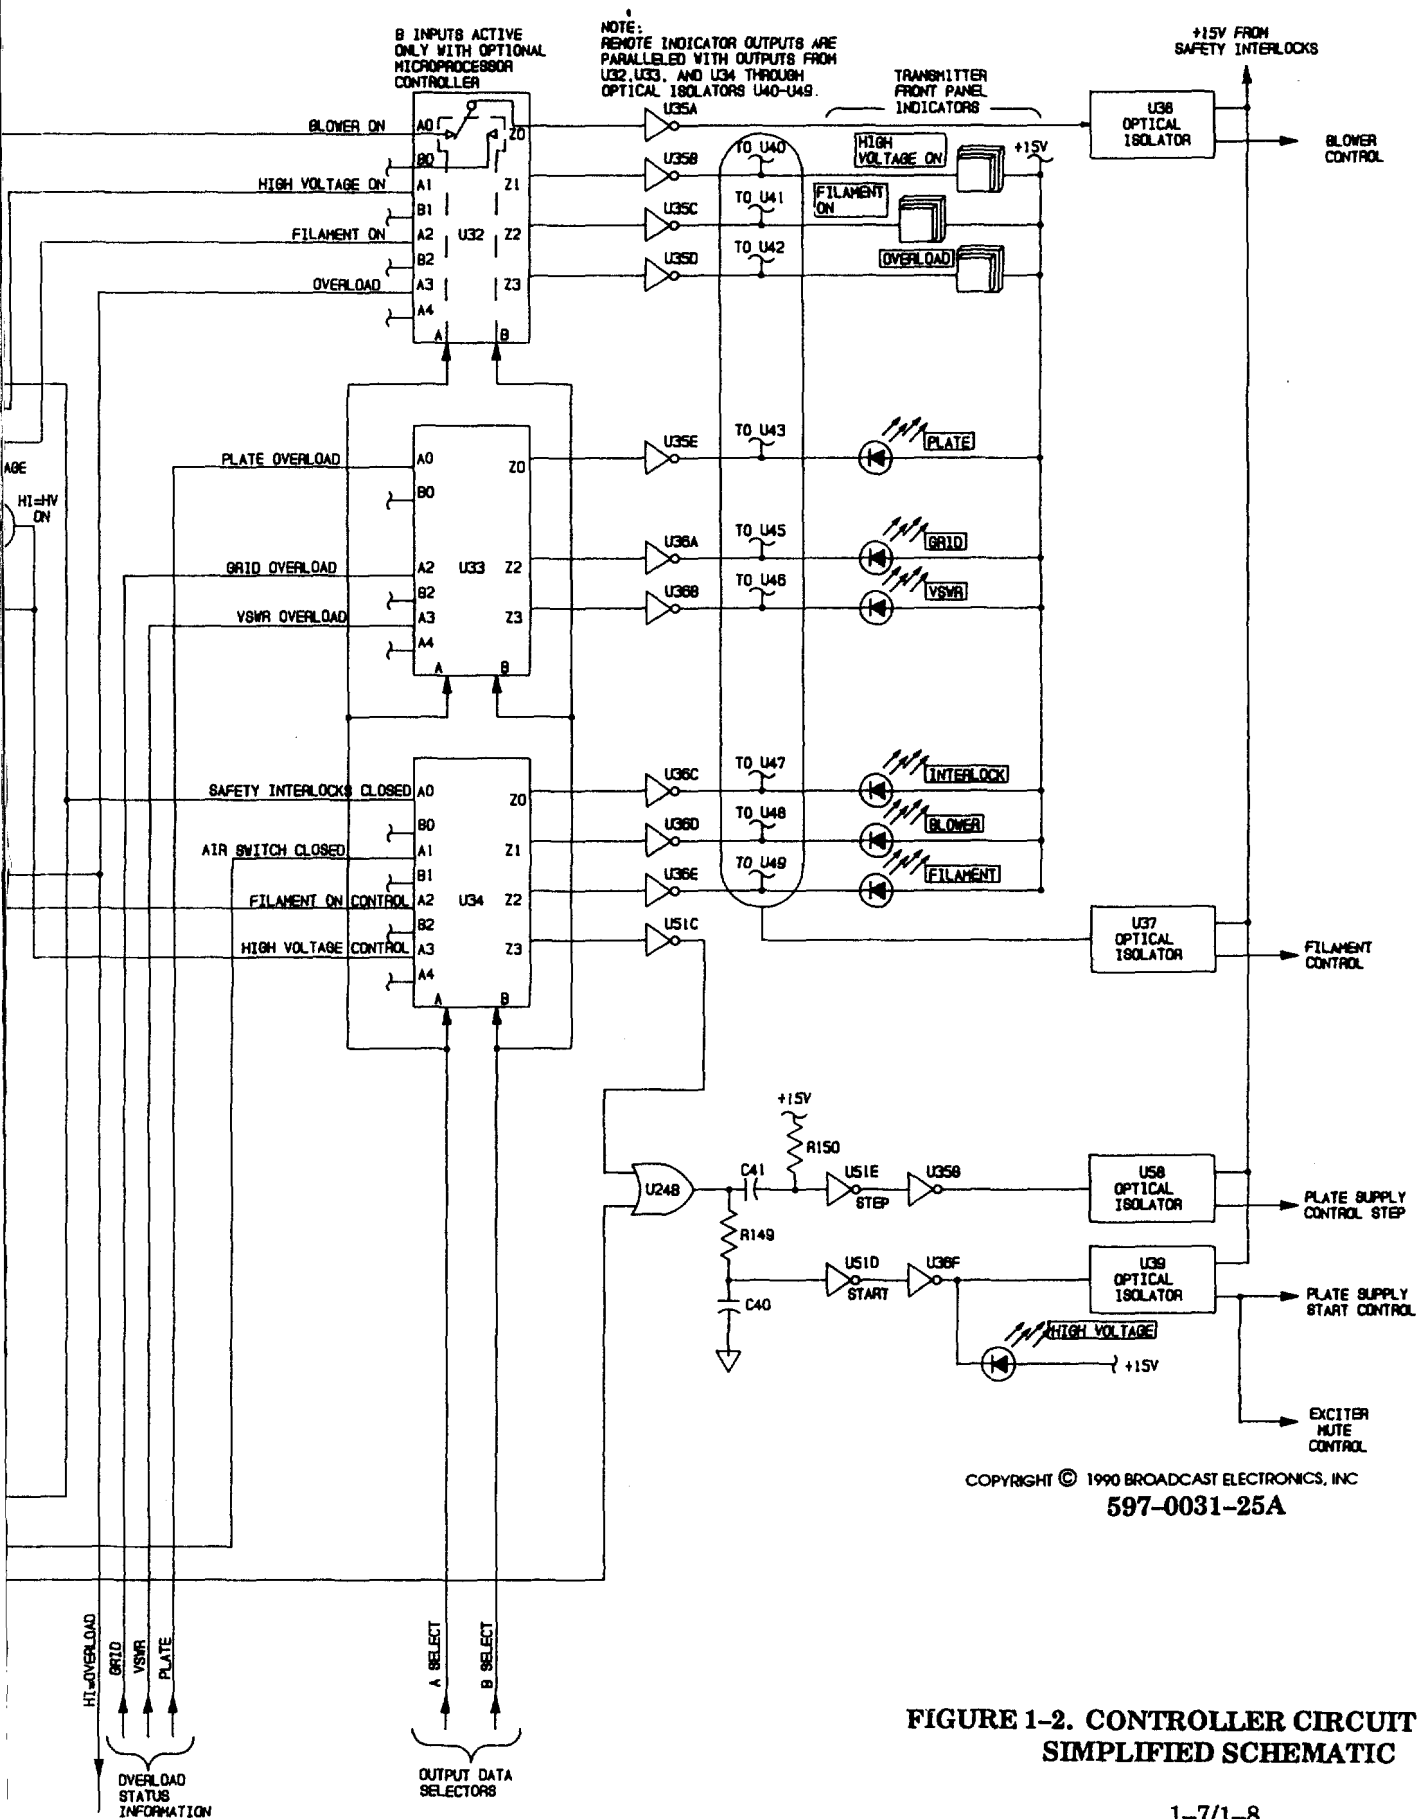 B INPUTS ACTIVE
ONLY WITH OPTIONAL
MICROPROCESSOR
CONTROLLER
NOTE:
REMOTE INDICATOR OUTPUTS ARE
PARALLELED WITH OUTPUTS FROM
U32,U33, AND U34 THROUGH
OPTICAL ISOLATORS U40-U49.
TRANSMITTER
FRONT PANEL
INDICATORS
+15V FROM
SAFETY INTERLOCKS
BLOWER ON
A0
Z0
U35A
U38
OPTICAL
ISOLATOR
BLOWER
CONTROL
B0
U35B
TO U40
HIGH
VOLTAGE ON
+15V
HIGH VOLTAGE ON
A1
Z1
B1
U35C
TO U41
FILAMENT
ON
FILAMENT ON
A2
U32
Z2
B2
U35D
TO U42
OVERLOAD
OVERLOAD
A3
Z3
A4
A
B
AGE
HI=HV
ON
PLATE OVERLOAD
A0
Z0
U35E
TO U43
PLATE
B0
GRID OVERLOAD
A2
U33
Z2
U36A
TO U45
GRID
B2
VSWR OVERLOAD
A3
Z3
U36B
TO U46
VSWR
A4
A
B
SAFETY INTERLOCKS CLOSED
A0
Z0
U36C
TO U47
INTERLOCK
B0
AIR SWITCH CLOSED
A1
Z1
U36D
TO U48
BLOWER
B1
FILAMENT ON CONTROL
A2
U34
Z2
U36E
TO U49
FILAMENT
B2
HIGH VOLTAGE CONTROL
A3
Z3
U51C
A4
A
B
U37
OPTICAL
ISOLATOR
FILAMENT
CONTROL
+15V
R150
U24B
C41
U51E
STEP
U35B
U58
OPTICAL
ISOLATOR
PLATE SUPPLY
CONTROL STEP
R149
C40
U51D
START
U36F
U39
OPTICAL
ISOLATOR
PLATE SUPPLY
START CONTROL
HIGH VOLTAGE
+15V
EXCITER
MUTE
CONTROL
COPYRIGHT © 1990 BROADCAST ELECTRONICS, INC
597-0031-25A
HI=OVERLOAD
GRID
VSWR
PLATE
A SELECT
B SELECT
OVERLOAD
STATUS
INFORMATION
OUTPUT DATA
SELECTORS
FIGURE 1-2. CONTROLLER CIRCUIT
SIMPLIFIED SCHEMATIC
1-7/1-8